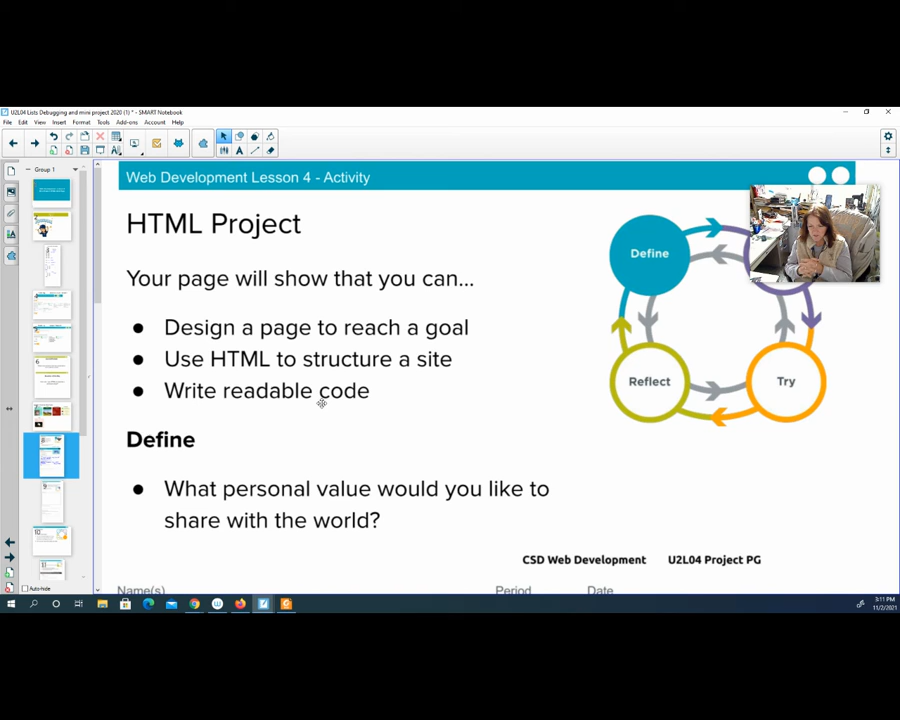 U2L04 Lists Debugging and mini project 2020 (1) * - SMART Notebook
File Edit View Insert Format Tools Add-ons Account Help
Group 1
Web Development Lesson 4 - Activity
HTML Project
Your page will show that you can...
● Design a page to reach a goal
● Use HTML to structure a site
● Write readable code
Define
● What personal value would you like to
share with the world?
Define
Reflect
Try
CSD Web Development U2L04 Project PG
Name(s) Period Date
Auto-hide
3:11 PM
11/2/2021